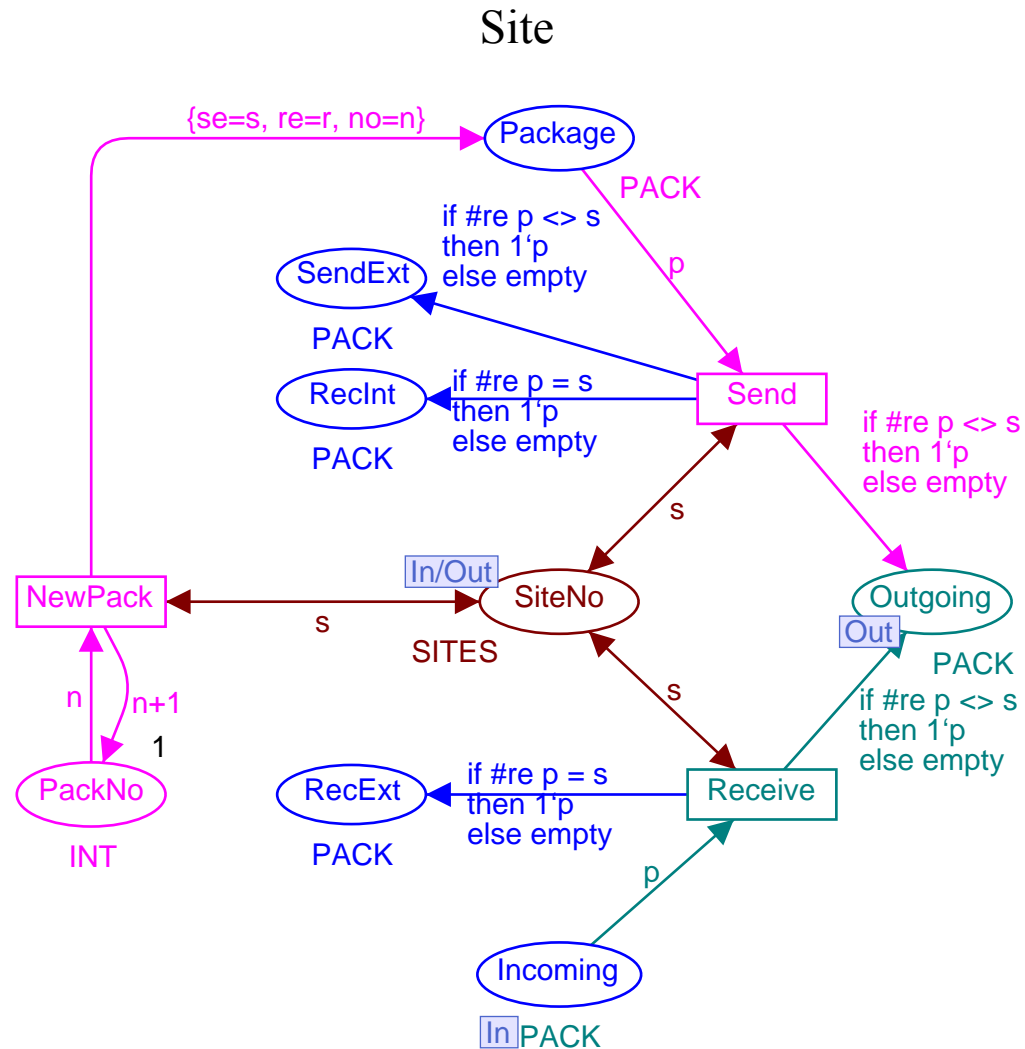 Site
{se=s, re=r, no=n}
Package
PACK
if #re p <> s
then 1‘p
else empty
p
SendExt
PACK
RecInt
PACK
if #re p = s
then 1‘p
else empty
Send
if #re p <> s
then 1‘p
else empty
s
In/Out
NewPack
s
SiteNo
SITES
Outgoing
Out
PACK
n
n+1
1
s
if #re p <> s
then 1‘p
else empty
PackNo
INT
RecExt
PACK
if #re p = s
then 1‘p
else empty
Receive
p
Incoming
In
PACK